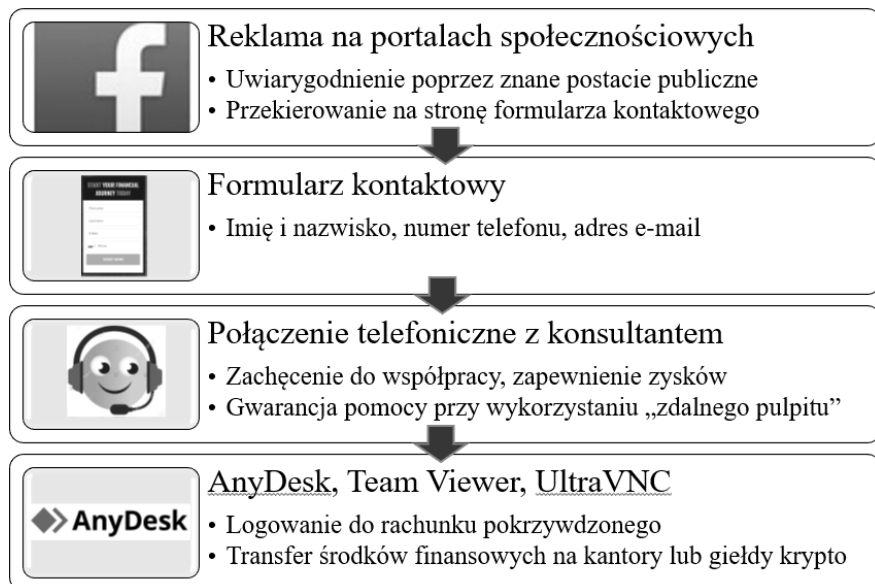 Reklama na portalach społecznościowych
• Uwiarygodnienie poprzez znane postacie publiczne
• Przekierowanie na stronę formularza kontaktowego
START YOUR FINANCIAL
JOURNEY TODAY
Formularz kontaktowy
• Imię i nazwisko, numer telefonu, adres e-mail
Połączenie telefoniczne z konsultantem
• Zachęcenie do współpracy, zapewnienie zysków
• Gwarancja pomocy przy wykorzystaniu „zdalnego pulpitu”
AnyDesk
AnyDesk, Team Viewer, UltraVNC
• Logowanie do rachunku pokrzywdzonego
• Transfer środków finansowych na kantory lub giełdy krypto